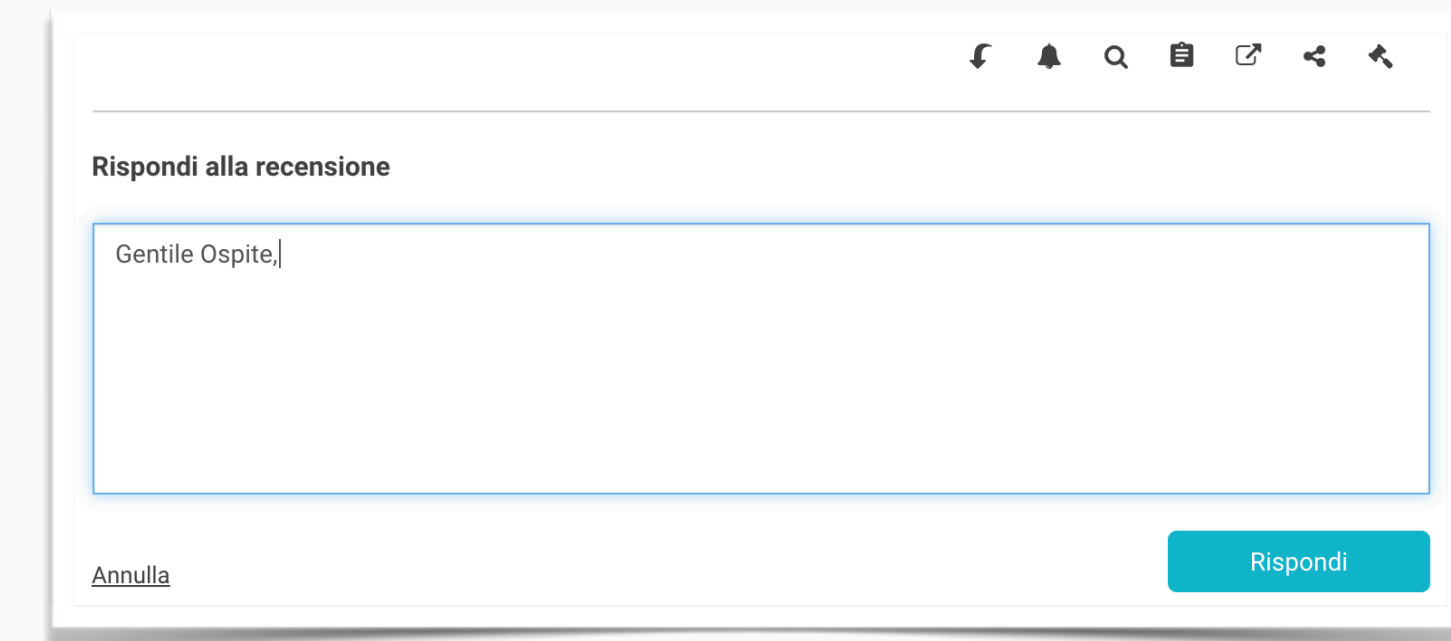 Rispondi alla recensione
Gentile Ospite,
Annulla
Rispondi